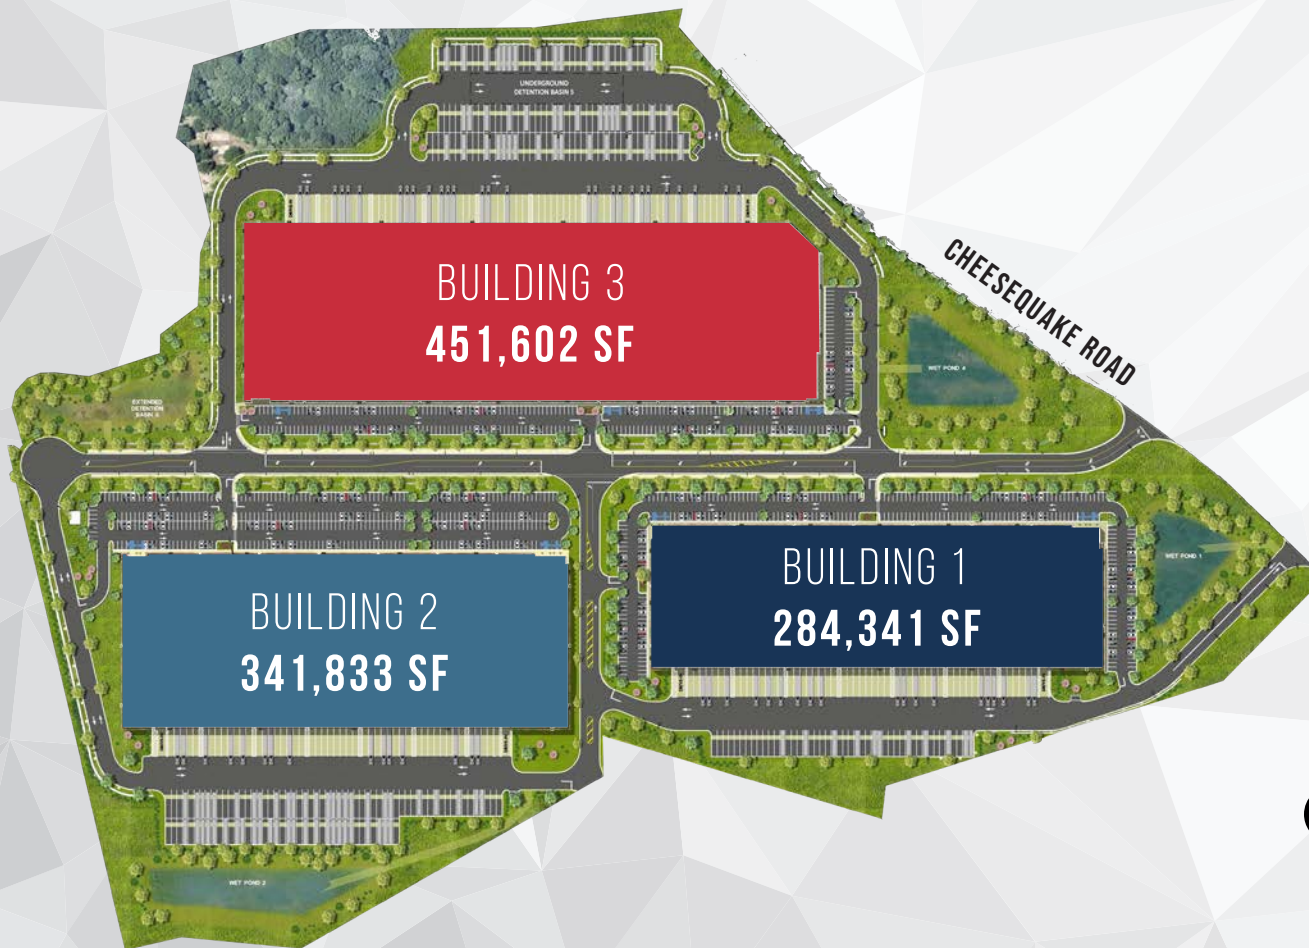 UNDERGROUND
DETENTION BASIN 5
BUILDING 3
451,602 SF
CHEESEQUAKE ROAD
WET POND 4
EXTENDED
DETENTION
BASIN
BUILDING 1
284,341 SF
WET POND 1
BUILDING 2
341,833 SF
WET POND 2